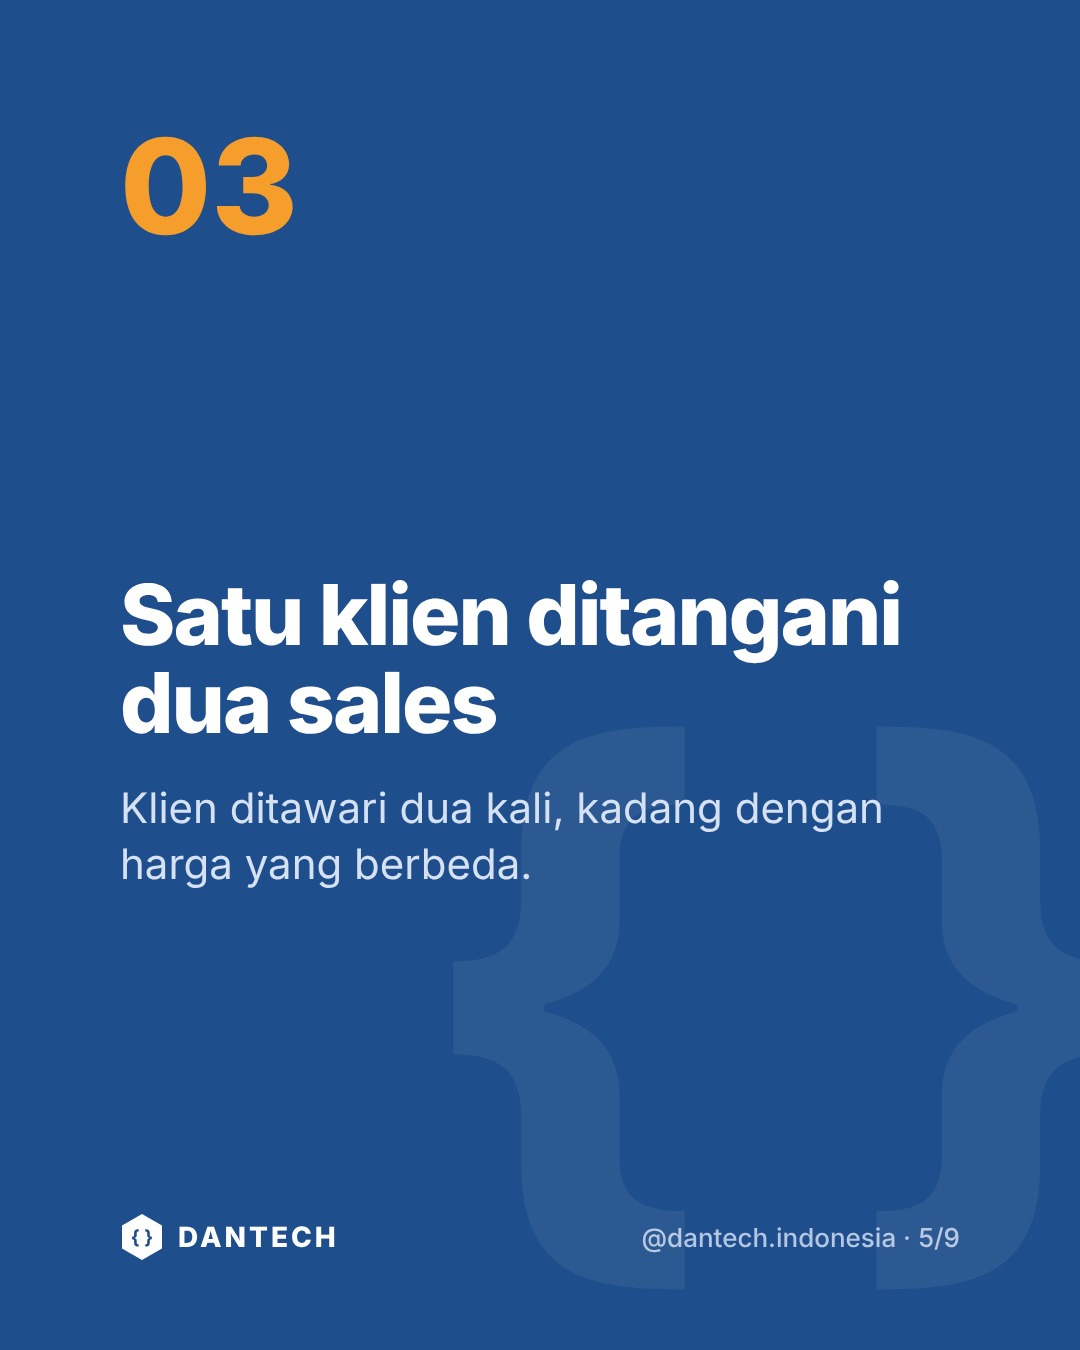 03
Satu klien ditangani
dua sales
Klien ditawari dua kali, kadang dengan
harga yang berbeda.
{ } DANTECH
@dantech.indonesia · 5/9